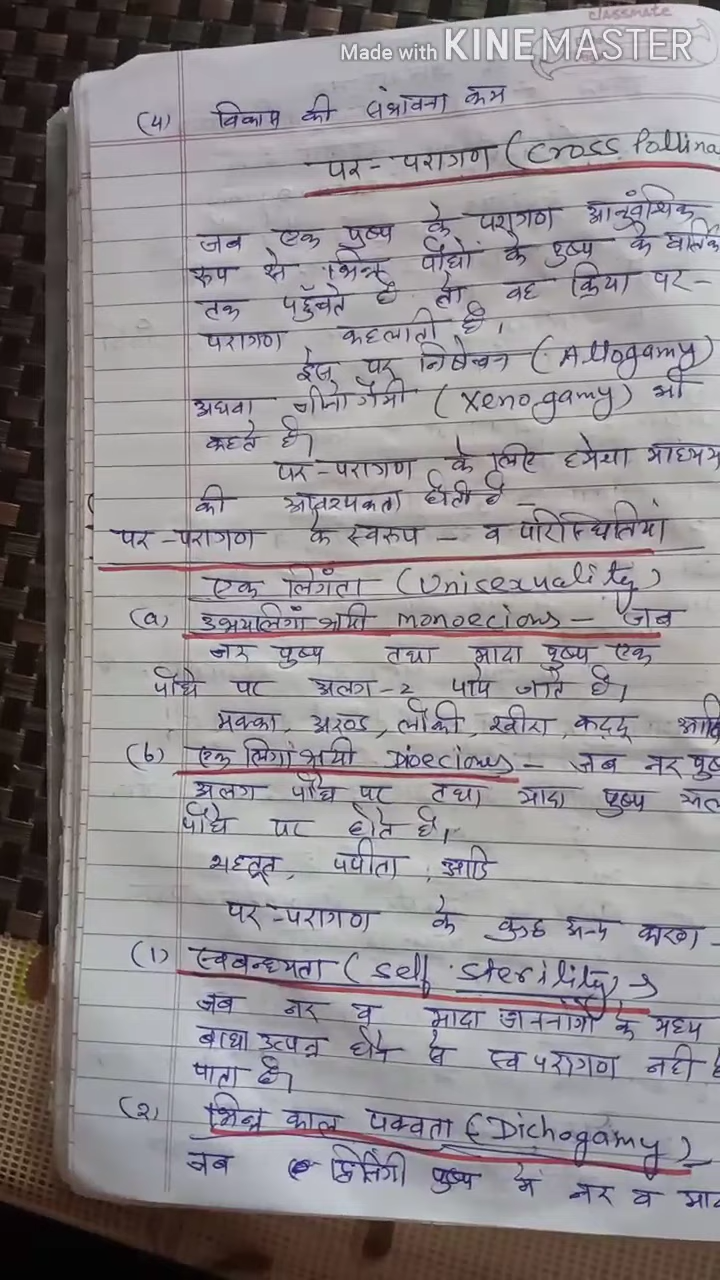 classmate
Made with KINEMASTER
(4) विकास की संभावना कम
पर-परागण (Cross Pollina
जब एक पुष्प के परागण आनुवंशिक
रूप से भिन्न पौधों के पुष्प के वर्तिक
तक पहुँचते है तो वह क्रिया पर-
परागण कहलाती है।
इसे पर निषेचन (Allogamy)
अथवा जीनोगैमी (Xenogamy) भी
कहते है।
पर-परागण के लिए हमेशा माध्यम
की आवश्यकता होती है
पर-परागण के स्वरूप - व परिस्थितियां
एक लिंगता (Unisexuality)
(a) उभयलिंगाश्रयी monoecious - जब
नर पुष्प तथा मादा पुष्प एक
पौधे पर अलग-2 पाये जाते है।
मक्का, अरण्ड, लौकी, खीरा, कद्दू आदि
(b) एक लिंगाश्रयी Dioecious - जब नर पुष्
अलग पौधे पर तथा मादा पुष्प अल
पौधे पर होते है।
शहतूत, पपीता, आदि
पर-परागण के कुछ अन्य कारण -
(1) स्वबन्ध्यता (self sterility) →
जब नर व मादा जननांगो के मध्य
बाधा उत्पन्न होने से स्व परागण नही ह
पाता है।
(2) भिन्न काल पक्वता (Dichogamy) -
जब द्विलिंगी पुष्प में नर व माद